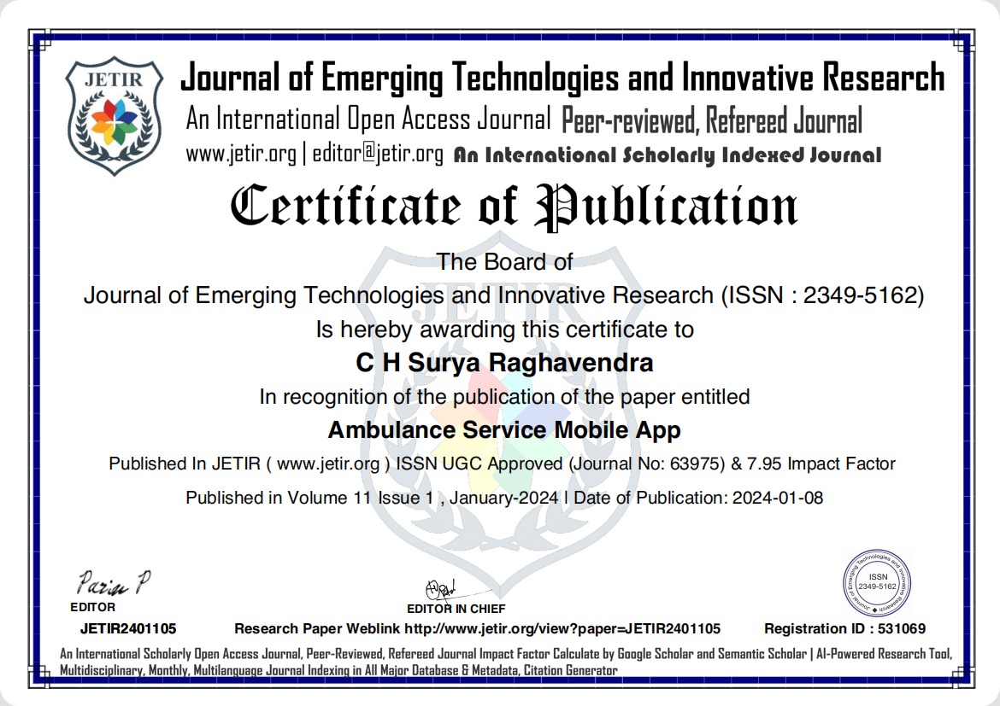 JETIR
Journal of Emerging Technologies and Innovative Research
An International Open Access Journal Peer-reviewed, Refereed Journal
www.jetir.org | editor@jetir.org An International Scholarly Indexed Journal
Certificate of Publication
JETIR
The Board of
Journal of Emerging Technologies and Innovative Research (ISSN : 2349-5162)
Is hereby awarding this certificate to
C H Surya Raghavendra
In recognition of the publication of the paper entitled
Ambulance Service Mobile App
Published In JETIR ( www.jetir.org ) ISSN UGC Approved (Journal No: 63975) & 7.95 Impact Factor
Published in Volume 11 Issue 1 , January-2024 | Date of Publication: 2024-01-08
EDITOR
EDITOR IN CHIEF
Journal of Emerging Technologies and Innovative Research
ISSN
2349-5162
JETIR2401105 Research Paper Weblink http://www.jetir.org/view?paper=JETIR2401105 Registration ID : 531069
An International Scholarly Open Access Journal, Peer-Reviewed, Refereed Journal Impact Factor Calculate by Google Scholar and Semantic Scholar | AI-Powered Research Tool,
Multidisciplinary, Monthly, Multilanguage Journal Indexing in All Major Database & Metadata, Citation Generator